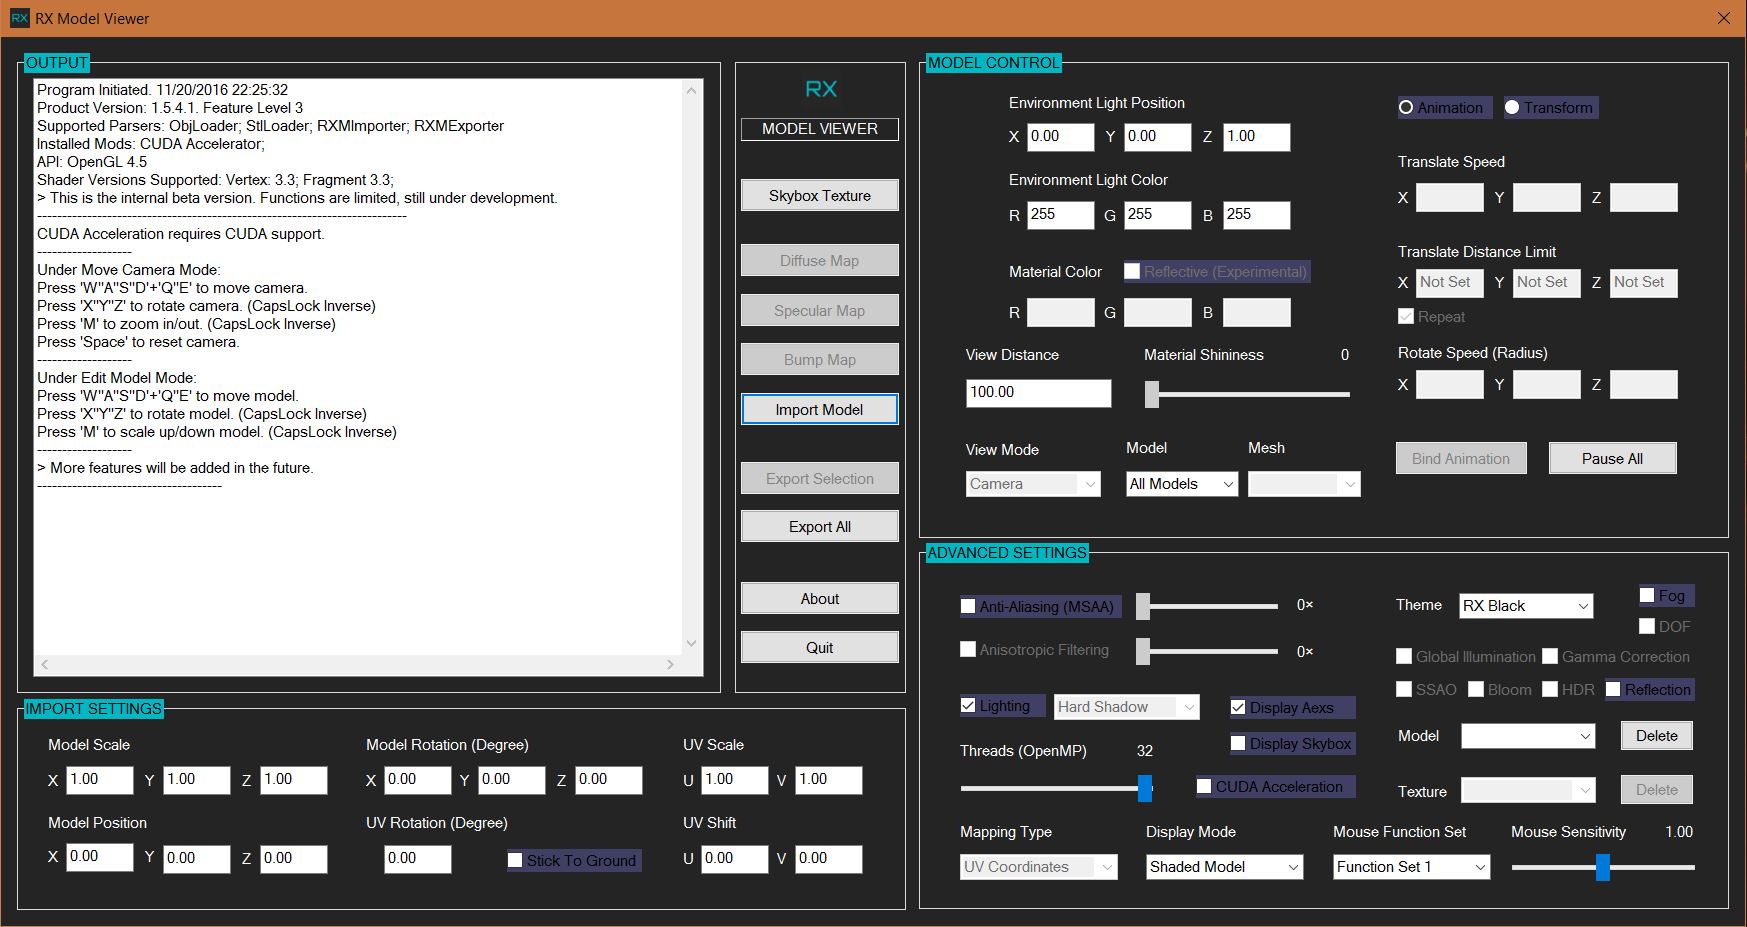 RX RX Model Viewer
OUTPUT
Program Initiated. 11/20/2016 22:25:32
Product Version: 1.5.4.1. Feature Level 3
Supported Parsers: ObjLoader; StlLoader; RXMImporter; RXMExporter
Installed Mods: CUDA Accelerator;
API: OpenGL 4.5
Shader Versions Supported: Vertex: 3.3; Fragment 3.3;
> This is the internal beta version. Functions are limited, still under development.
--------------------------------------------------------------------------
CUDA Acceleration requires CUDA support.
-------------------
Under Move Camera Mode:
Press 'W''A''S''D'+'Q''E' to move camera.
Press 'X''Y''Z' to rotate camera. (CapsLock Inverse)
Press 'M' to zoom in/out. (CapsLock Inverse)
Press 'Space' to reset camera.
-------------------
Under Edit Model Mode:
Press 'W''A''S''D'+'Q''E' to move model.
Press 'X''Y''Z' to rotate model. (CapsLock Inverse)
Press 'M' to scale up/down model. (CapsLock Inverse)
-------------------
> More features will be added in the future.
-------------------------------------
RX
MODEL VIEWER
Skybox Texture
Diffuse Map
Specular Map
Bump Map
Import Model
Export Selection
Export All
About
Quit
IMPORT SETTINGS
Model Scale Model Rotation (Degree) UV Scale
X 1.00 Y 1.00 Z 1.00 X 0.00 Y 0.00 Z 0.00 U 1.00 V 1.00
Model Position UV Rotation (Degree) UV Shift
X 0.00 Y 0.00 Z 0.00 0.00 Stick To Ground U 0.00 V 0.00
MODEL CONTROL
Environment Light Position
X 0.00 Y 0.00 Z 1.00
Environment Light Color
R 255 G 255 B 255
Material Color Reflective (Experimental)
R G B
View Distance Material Shininess 0
100.00
View Mode Model Mesh
Camera All Models
Animation Transform
Translate Speed
X Y Z
Translate Distance Limit
X Not Set Y Not Set Z Not Set
Repeat
Rotate Speed (Radius)
X Y Z
Bind Animation Pause All
ADVANCED SETTINGS
Anti-Aliasing (MSAA) 0×
Anisotropic Filtering 0×
Lighting Hard Shadow Display Aexs
Display Skybox
Threads (OpenMP) 32
CUDA Acceleration
Theme RX Black Fog
DOF
Global Illumination Gamma Correction
SSAO Bloom HDR Reflection
Model Delete
Texture Delete
Mapping Type Display Mode Mouse Function Set Mouse Sensitivity 1.00
UV Coordinates Shaded Model Function Set 1